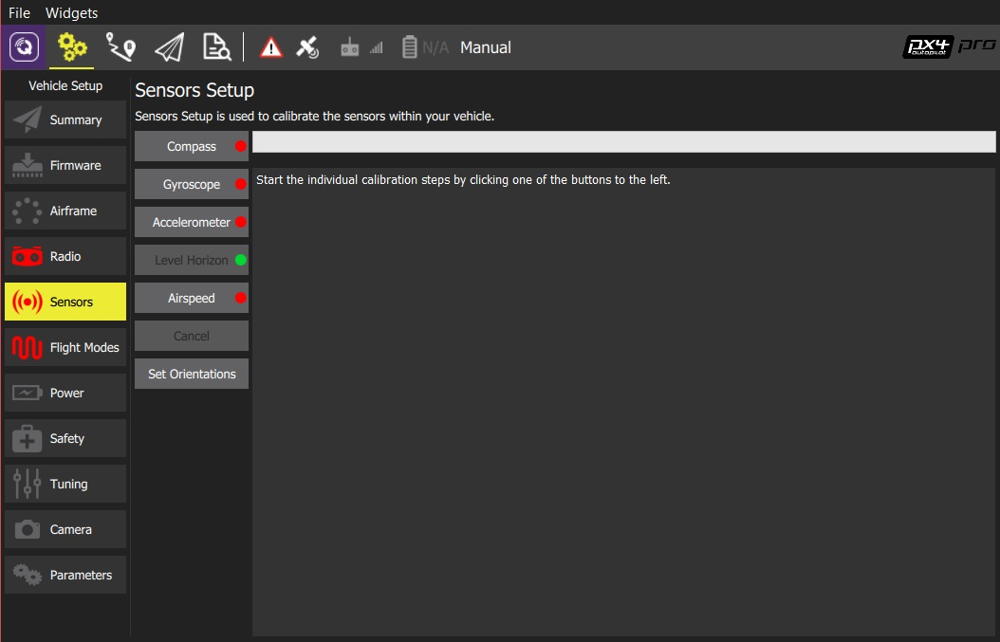 File Widgets
N/A Manual
px4 pro
autopilot
Vehicle Setup
Summary
Firmware
Airframe
Radio
Sensors
Flight Modes
Power
Safety
Tuning
Camera
Parameters
Sensors Setup
Sensors Setup is used to calibrate the sensors within your vehicle.
Compass
Gyroscope
Accelerometer
Level Horizon
Airspeed
Cancel
Set Orientations
Start the individual calibration steps by clicking one of the buttons to the left.